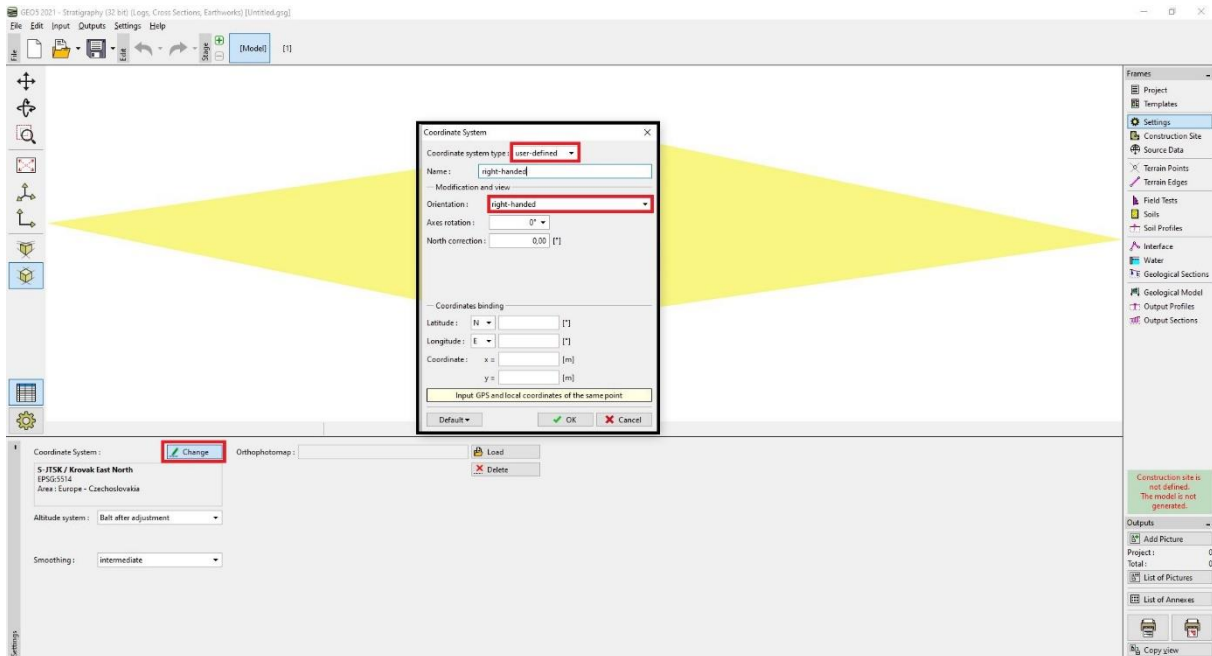 GEO5 2021 - Stratigraphy (32 bit) (Logs, Cross Sections, Earthworks) [Untitled.gsg]
File Edit Input Outputs Settings Help
File
Edit
Stage
[Model] [1]
Coordinate System
Coordinate system type : user-defined
Name : right-handed
Modification and view
Orientation : right-handed
Axes rotation : 0°
North correction : 0,00 [°]
Coordinates binding
Latitude : N [°]
Longitude : E [°]
Coordinate : x = [m]
y = [m]
Input GPS and local coordinates of the same point
Default OK Cancel
Frames
Project
Templates
Settings
Construction Site
Source Data
Terrain Points
Terrain Edges
Field Tests
Soils
Soil Profiles
Interface
Water
Geological Sections
Geological Model
Output Profiles
Output Sections
Construction site is
not defined.
The model is not
generated.
Outputs
Add Picture
Project : 0
Total : 0
List of Pictures
List of Annexes
Copy view
Settings
Coordinate System : Change Orthophotomap : Load
Delete
S-JTSK / Krovak East North
EPSG:5514
Area : Europe - Czechoslovakia
Altitude system : Balt after adjustment
Smoothing : intermediate